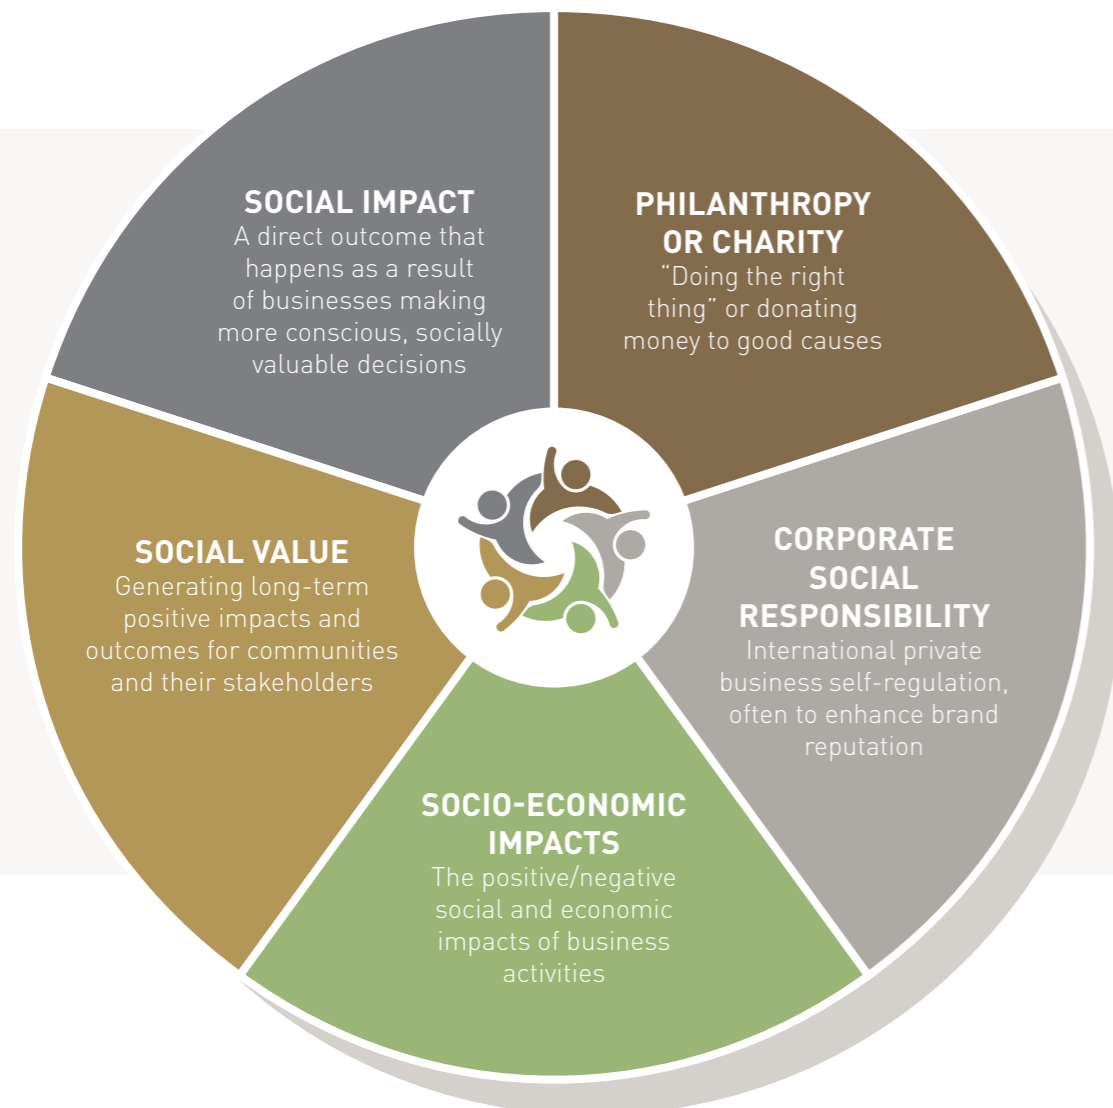 SOCIAL IMPACT
A direct outcome that
happens as a result
of businesses making
more conscious, socially
valuable decisions
PHILANTHROPY
OR CHARITY
“Doing the right
thing” or donating
money to good causes
CORPORATE
SOCIAL
RESPONSIBILITY
International private
business self-regulation,
often to enhance brand
reputation
SOCIO-ECONOMIC
IMPACTS
The positive/negative
social and economic
impacts of business
activities
SOCIAL VALUE
Generating long-term
positive impacts and
outcomes for communities
and their stakeholders